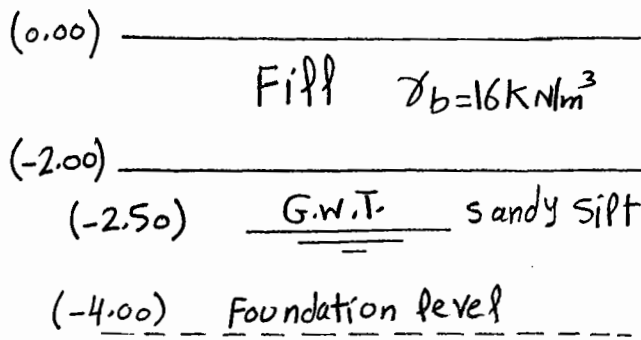 (0.00)
Fill γb=16KN/m³
(-2.00)
(-2.50) G.W.T. sandy silt
(-4.00) Foundation level